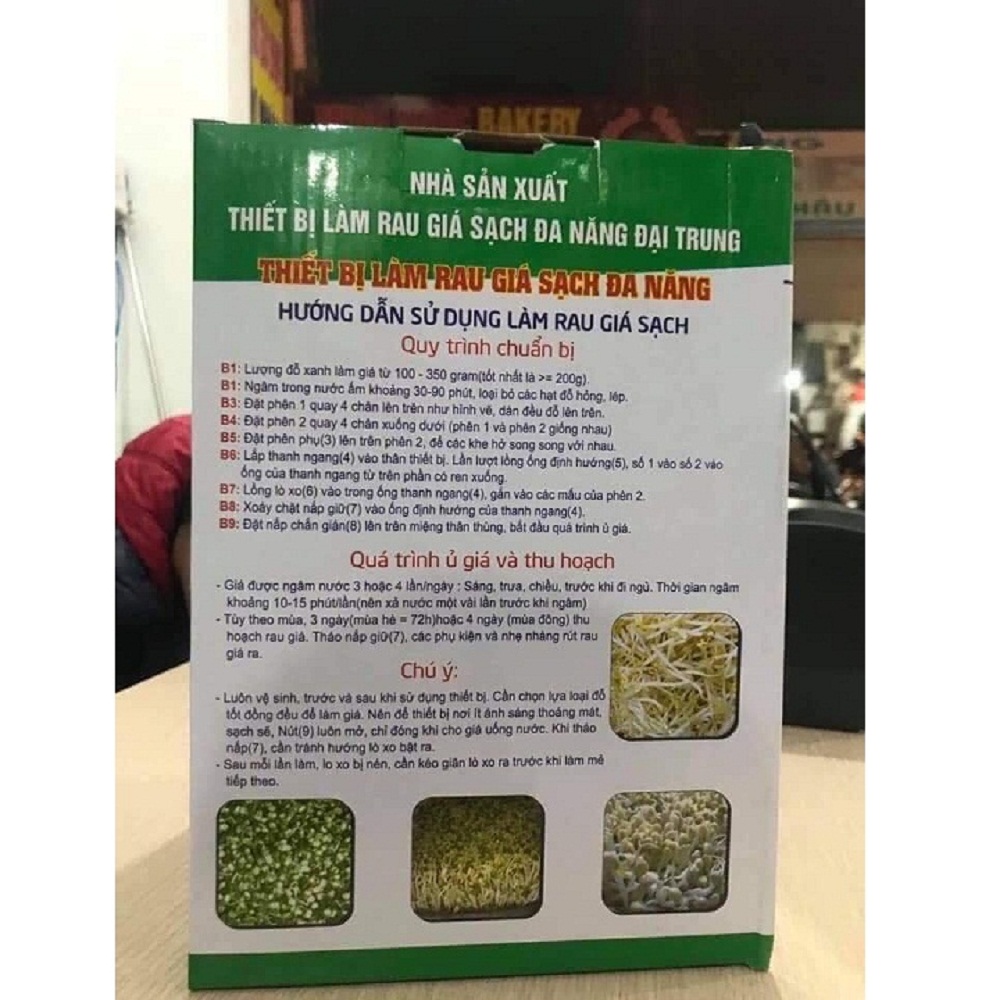 BAKERY
NHÀ SẢN XUẤT
THIẾT BỊ LÀM RAU GIÁ SẠCH ĐA NĂNG ĐẠI TRUNG
THIẾT BỊ LÀM RAU GIÁ SẠCH ĐA NĂNG
HƯỚNG DẪN SỬ DỤNG LÀM RAU GIÁ SẠCH
Quy trình chuẩn bị
B1: Lượng đỗ xanh làm giá từ 100 - 350 gram(tốt nhất là >= 200g).
B1: Ngâm trong nước ấm khoảng 30-90 phút, loại bỏ các hạt đỗ hỏng, lép.
B3: Đặt phên 1 quay 4 chân lên trên như hình vẽ, dàn đều đỗ lên trên.
B4: Đặt phên 2 quay 4 chân xuống dưới (phên 1 và phên 2 giống nhau)
B5: Đặt phên phụ(3) lên trên phên 2, để các khe hở song song với nhau.
B6: Lắp thanh ngang(4) vào thân thiết bị. Lần lượt lồng ống định hướng(5), số 1 vào số 2 vào
ống của thanh ngang từ trên phần có ren xuống.
B7: Lồng lò xo(6) vào trong ống thanh ngang(4), gắn vào các mấu của phên 2.
B8: Xoáy chặt nắp giữ(7) vào ống định hướng của thanh ngang(4).
B9: Đặt nắp chắn gián(8) lên trên miệng thân thùng, bắt đầu quá trình ủ giá.
Quá trình ủ giá và thu hoạch
- Giá được ngâm nước 3 hoặc 4 lần/ngày : Sáng, trưa, chiều, trước khi đi ngủ. Thời gian ngâm
khoảng 10-15 phút/lần(nên xả nước một vài lần trước khi ngâm)
- Tùy theo mùa, 3 ngày(mùa hè = 72h)hoặc 4 ngày (mùa đông) thu
hoạch rau giá. Tháo nắp giữ(7), các phụ kiện và nhẹ nhàng rút rau
giá ra.
Chú ý:
- Luôn vệ sinh, trước và sau khi sử dụng thiết bị. Cần chọn lựa loại đỗ
tốt đồng đều để làm giá. Nên để thiết bị nơi ít ánh sáng thoáng mát,
sạch sẽ, Nút(9) luôn mở, chỉ đóng khi cho giá uống nước. Khi tháo
nắp(7), cần tránh hướng lò xo bật ra.
- Sau mỗi lần làm, lo xo bị nén, cần kéo giãn lò xo ra trước khi làm mẻ
tiếp theo.